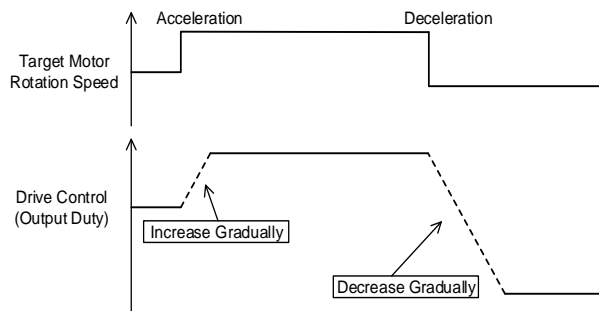 Acceleration
Deceleration
Target Motor
Rotation Speed
Drive Control
(Output Duty)
Increase Gradually
Decrease Gradually